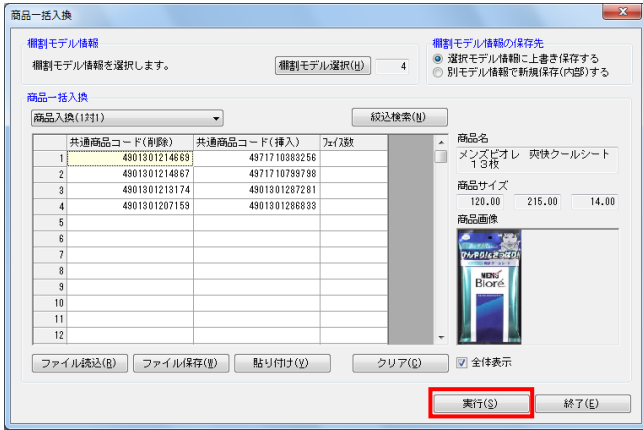 商品一括入換
棚割モデル情報
棚割モデル情報を選択します。
棚割モデル選択(H)
4
棚割モデル情報の保存先
選択モデル情報に上書き保存する
別モデル情報で新規保存(内部)する
商品一括入換
商品入換(1対1)
絞込検索(N)
共通商品コード(削除) 共通商品コード(挿入) フェイス数
1 4901301214669 4971710383256
2 4901301214867 4971710799798
3 4901301213174 4901301287281
4 4901301207159 4901301286833
5
6
7
8
9
10
11
12
商品名
メンズビオレ 爽快クールシート
13枚
商品サイズ
120.00 215.00 14.00
商品画像
MEN'S
Bioré
ファイル読込(R) ファイル保存(W) 貼り付け(V) クリア(C)
全体表示
実行(S) 終了(E)